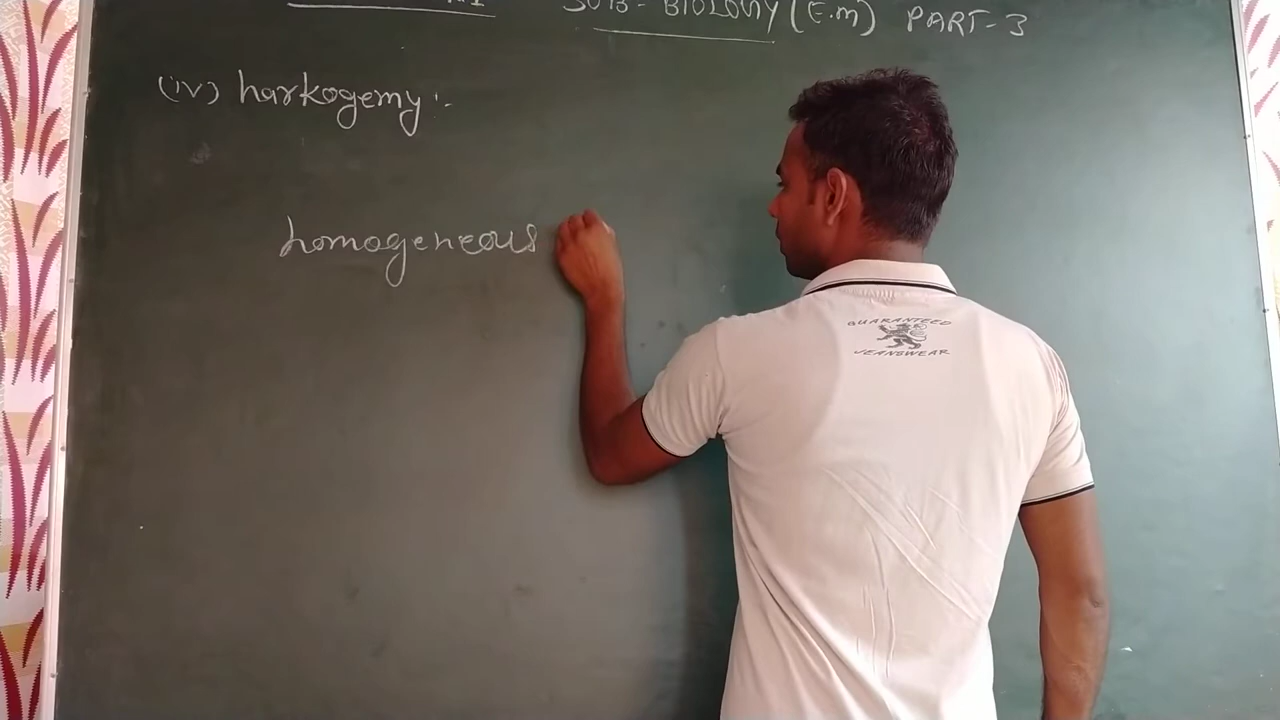 SUB - BIOLOGY (E.M) PART-3
(iv) harkogemy :-
homogeneous
GUARANTEED
JEANSWEAR